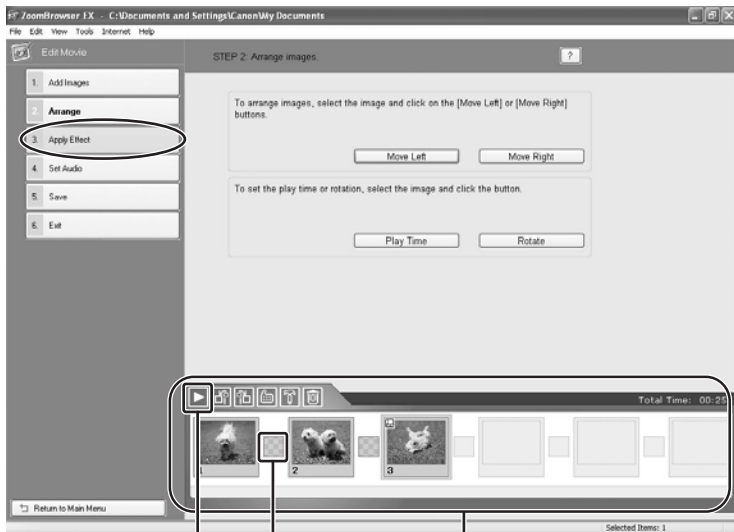 ZoomBrowser EX - C:\Documents and Settings\Canon\My Documents
File Edit View Tools Internet Help
Edit Movie
STEP 2: Arrange images.
?
1. Add Images
2. Arrange
3. Apply Effect
4. Set Audio
5. Save
6. Exit
To arrange images, select the image and click on the [Move Left] or [Move Right]
buttons.
Move Left
Move Right
To set the play time or rotation, select the image and click the button.
Play Time
Rotate
Total Time: 00:25
1
2
3
Return to Main Menu
Selected Items: 1